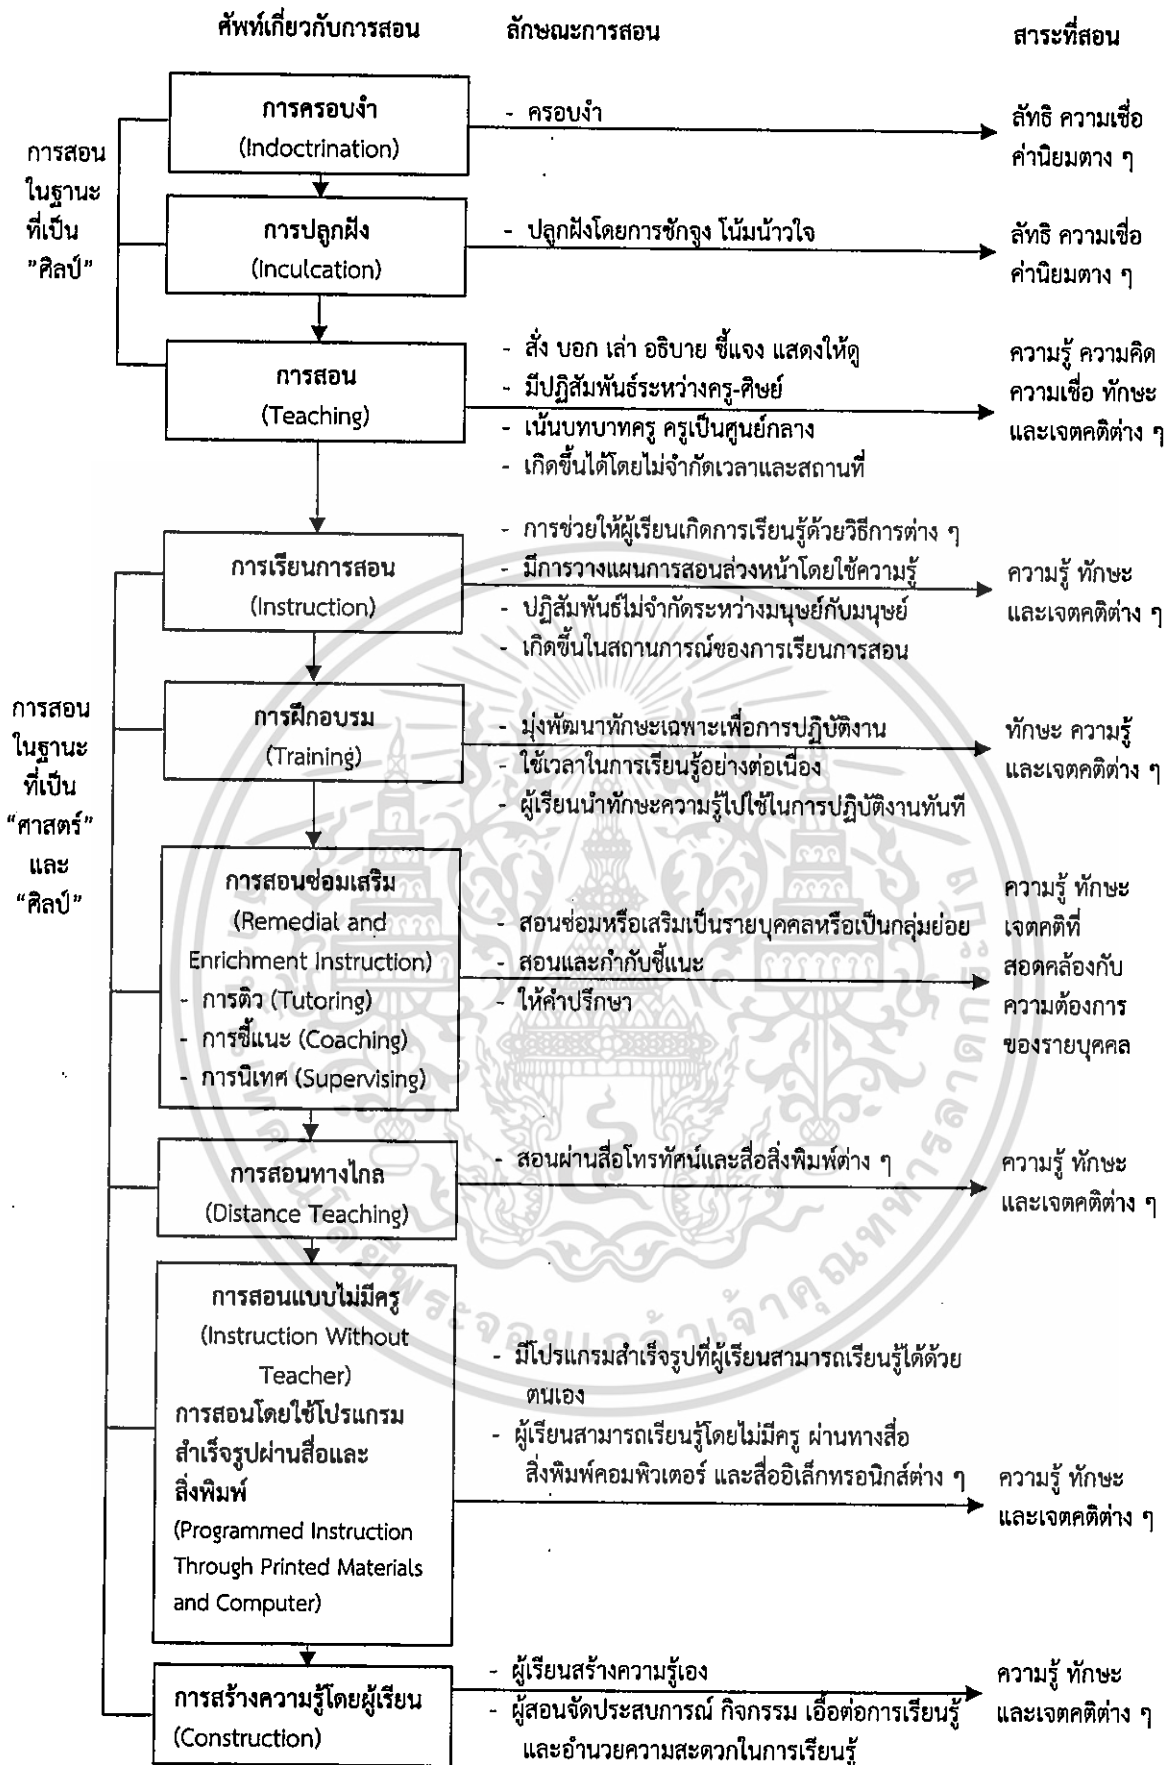 ศัพท์เกี่ยวกับการสอน
ลักษณะการสอน
สาระที่สอน
การสอน
ในฐานะ
ที่เป็น
"ศิลป์"
การครอบงำ
(Indoctrination)
- ครอบงำ
ลัทธิ ความเชื่อ
ค่านิยมตาง ๆ
การปลูกฝัง
(Inculcation)
- ปลูกฝังโดยการชักจูง โน้มน้าวใจ
ลัทธิ ความเชื่อ
ค่านิยมตาง ๆ
การสอน
(Teaching)
- สั่ง บอก เล่า อธิบาย ชี้แจง แสดงให้ดู
- มีปฏิสัมพันธ์ระหว่างครู-ศิษย์
- เน้นบทบาทครู ครูเป็นศูนย์กลาง
- เกิดขึ้นได้โดยไม่จำกัดเวลาและสถานที่
ความรู้ ความคิด
ความเชื่อ ทักษะ
และเจตคติต่าง ๆ
การสอน
ในฐานะ
ที่เป็น
"ศาสตร์"
และ
"ศิลป์"
การเรียนการสอน
(Instruction)
- การช่วยให้ผู้เรียนเกิดการเรียนรู้ด้วยวิธีการต่าง ๆ
- มีการวางแผนการสอนล่วงหน้าโดยใช้ความรู้
- ปฏิสัมพันธ์ไม่จำกัดระหว่างมนุษย์กับมนุษย์
- เกิดขึ้นในสถานการณ์ของการเรียนการสอน
ความรู้ ทักษะ
และเจตคติต่าง ๆ
การฝึกอบรม
(Training)
- มุ่งพัฒนาทักษะเฉพาะเพื่อการปฏิบัติงาน
- ใช้เวลาในการเรียนรู้อย่างต่อเนื่อง
- ผู้เรียนนำทักษะความรู้ไปใช้ในการปฏิบัติงานทันที
ทักษะ ความรู้
และเจตคติต่าง ๆ
การสอนซ่อมเสริม
(Remedial and
Enrichment Instruction)
- การติว (Tutoring)
- การชี้แนะ (Coaching)
- การนิเทศ (Supervising)
- สอนซ่อมหรือเสริมเป็นรายบุคคลหรือเป็นกลุ่มย่อย
- สอนและกำกับชี้แนะ
- ให้คำปรึกษา
ความรู้ ทักษะ
เจตคติที่
สอดคล้องกับ
ความต้องการ
ของรายบุคคล
การสอนทางไกล
(Distance Teaching)
- สอนผ่านสื่อโทรทัศน์และสื่อสิ่งพิมพ์ต่าง ๆ
ความรู้ ทักษะ
และเจตคติต่าง ๆ
การสอนแบบไม่มีครู
(Instruction Without
Teacher)
การสอนโดยใช้โปรแกรม
สำเร็จรูปผ่านสื่อและ
สิ่งพิมพ์
(Programmed Instruction
Through Printed Materials
and Computer)
- มีโปรแกรมสำเร็จรูปที่ผู้เรียนสามารถเรียนรู้ได้ด้วย
ตนเอง
- ผู้เรียนสามารถเรียนรู้โดยไม่มีครู ผ่านทางสื่อ
สิ่งพิมพ์คอมพิวเตอร์ และสื่ออิเล็กทรอนิกส์ต่าง ๆ
ความรู้ ทักษะ
และเจตคติต่าง ๆ
การสร้างความรู้โดยผู้เรียน
(Construction)
- ผู้เรียนสร้างความรู้เอง
- ผู้สอนจัดประสบการณ์ กิจกรรม เอื้อต่อการเรียนรู้
และอำนวยความสะดวกในการเรียนรู้
ความรู้ ทักษะ
และเจตคติต่าง ๆ